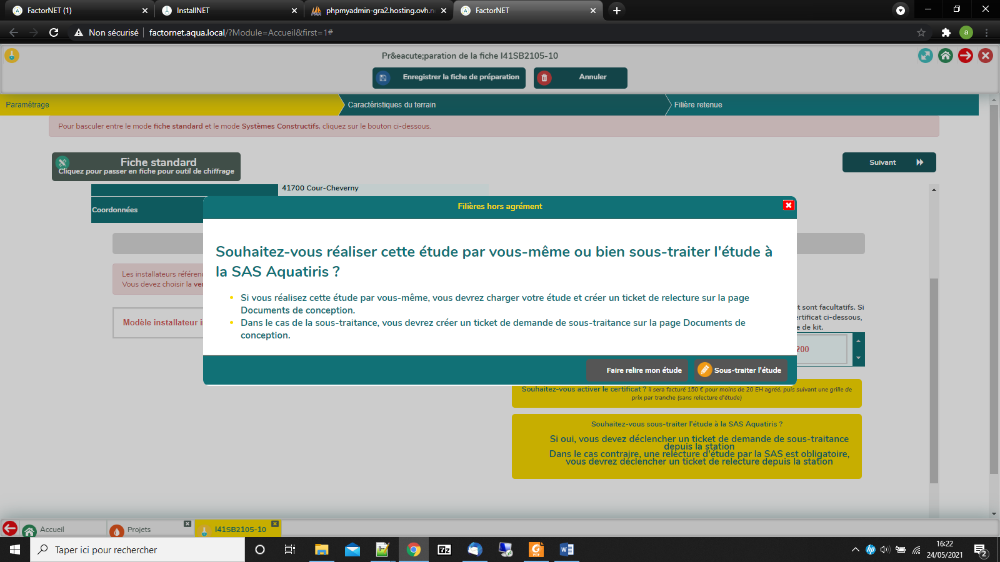 FactorNET (1)
InstallNET
phpmyadmin-gra2.hosting.ovh.n
FactorNET
Non sécurisé
factornet.aqua.local/?Module=Accueil&first=1#
a
Pr&eacute;paration de la fiche I41SB2105-10
Enregistrer la fiche de préparation
Annuler
Paramétrage
Caractéristiques du terrain
Filière retenue
Pour basculer entre le mode fiche standard et le mode Systèmes Constructifs, cliquez sur le bouton ci-dessous.
Fiche standard
Cliquez pour passer en fiche pour outil de chiffrage
Suivant
41700 Cour-Cheverny
Coordonnées
Filières hors agrément
Souhaitez-vous réaliser cette étude par vous-même ou bien sous-traiter l'étude à
la SAS Aquatiris ?
Si vous réalisez cette étude par vous-même, vous devrez charger votre étude et créer un ticket de relecture sur la page
Documents de conception.
Dans le cas de la sous-traitance, vous devrez créer un ticket de demande de sous-traitance sur la page Documents de
conception.
Faire relire mon étude
Sous-traiter l'étude
Les installateurs référen
Vous devez choisir la ver
Modèle installateur i
t sont facultatifs. Si
ertificat ci-dessous,
e de kit.
200
Souhaitez-vous activer le certificat ? il sera facturé 150 € pour moins de 20 EH agréé, puis suivant une grille de
prix par tranche (sans relecture d'étude)
Souhaitez-vous sous-traiter l'étude à la SAS Aquatiris ?
Si oui, vous devez déclencher un ticket de demande de sous-traitance
depuis la station
Dans le cas contraire, une relecture d'étude par la SAS est obligatoire,
vous devrez déclencher un ticket de relecture depuis la station
Accueil
Projets
I41SB2105-10
Taper ici pour rechercher
16:22
24/05/2021
2